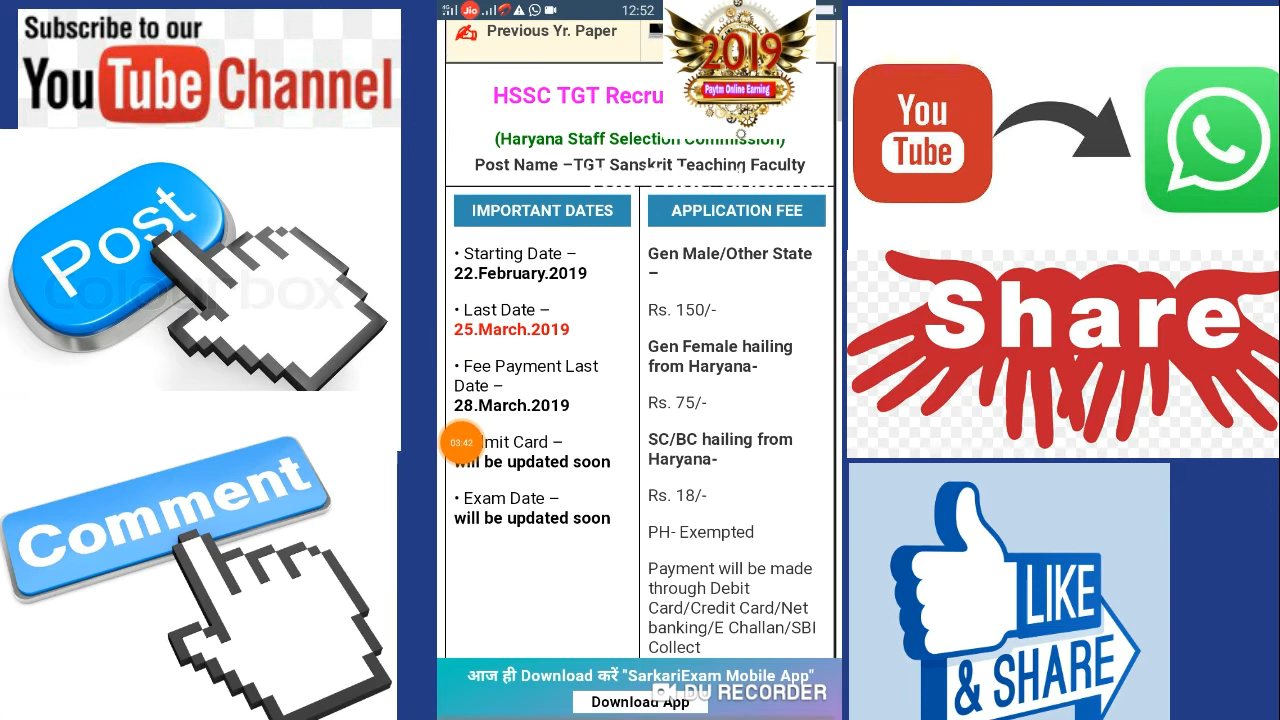 Subscribe to our
YouTube Channel
Post
colourbox
Comment
Jio
12:52
Previous Yr. Paper
2019
Paytm Online Earning
HSSC TGT Recru
(Haryana Staff Selection Commission)
Post Name –TGT Sanskrit Teaching Faculty
IMPORTANT DATES
• Starting Date –
22.February.2019
• Last Date –
25.March.2019
• Fee Payment Last
Date –
28.March.2019
03:42
mit Card –
will be updated soon
• Exam Date –
will be updated soon
APPLICATION FEE
Gen Male/Other State
–
Rs. 150/-
Gen Female hailing
from Haryana-
Rs. 75/-
SC/BC hailing from
Haryana-
Rs. 18/-
PH- Exempted
Payment will be made
through Debit
Card/Credit Card/Net
banking/E Challan/SBI
Collect
आज ही Download करें "SarkariExam Mobile App"
DU RECORDER
Download App
You
Tube
Share
LIKE
& SHARE